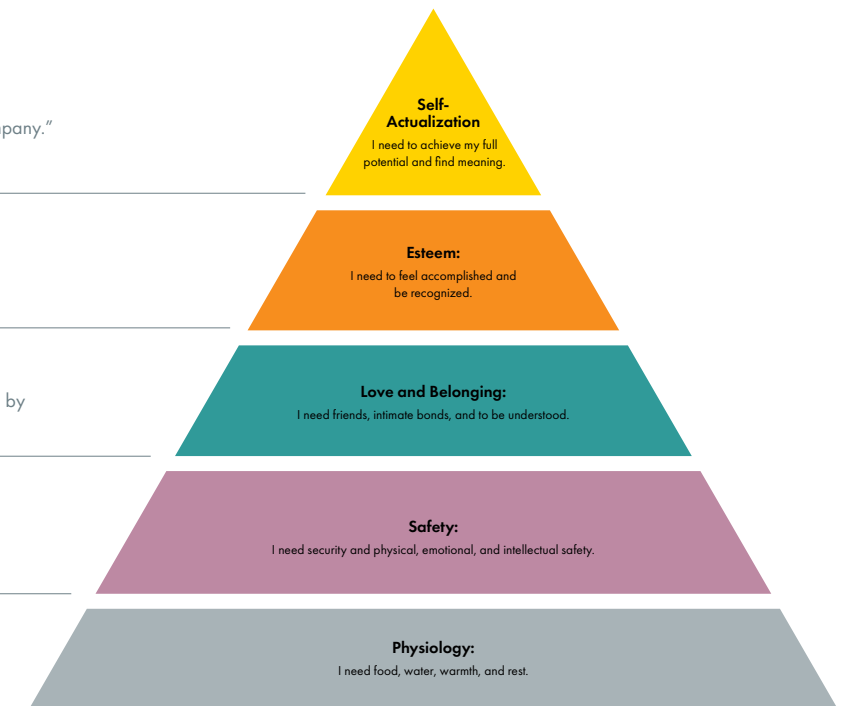 Self-
Actualization
I need to achieve my full
potential and find meaning.
pany.”
Esteem:
I need to feel accomplished and
be recognized.
Love and Belonging:
I need friends, intimate bonds, and to be understood.
by
Safety:
I need security and physical, emotional, and intellectual safety.
Physiology:
I need food, water, warmth, and rest.